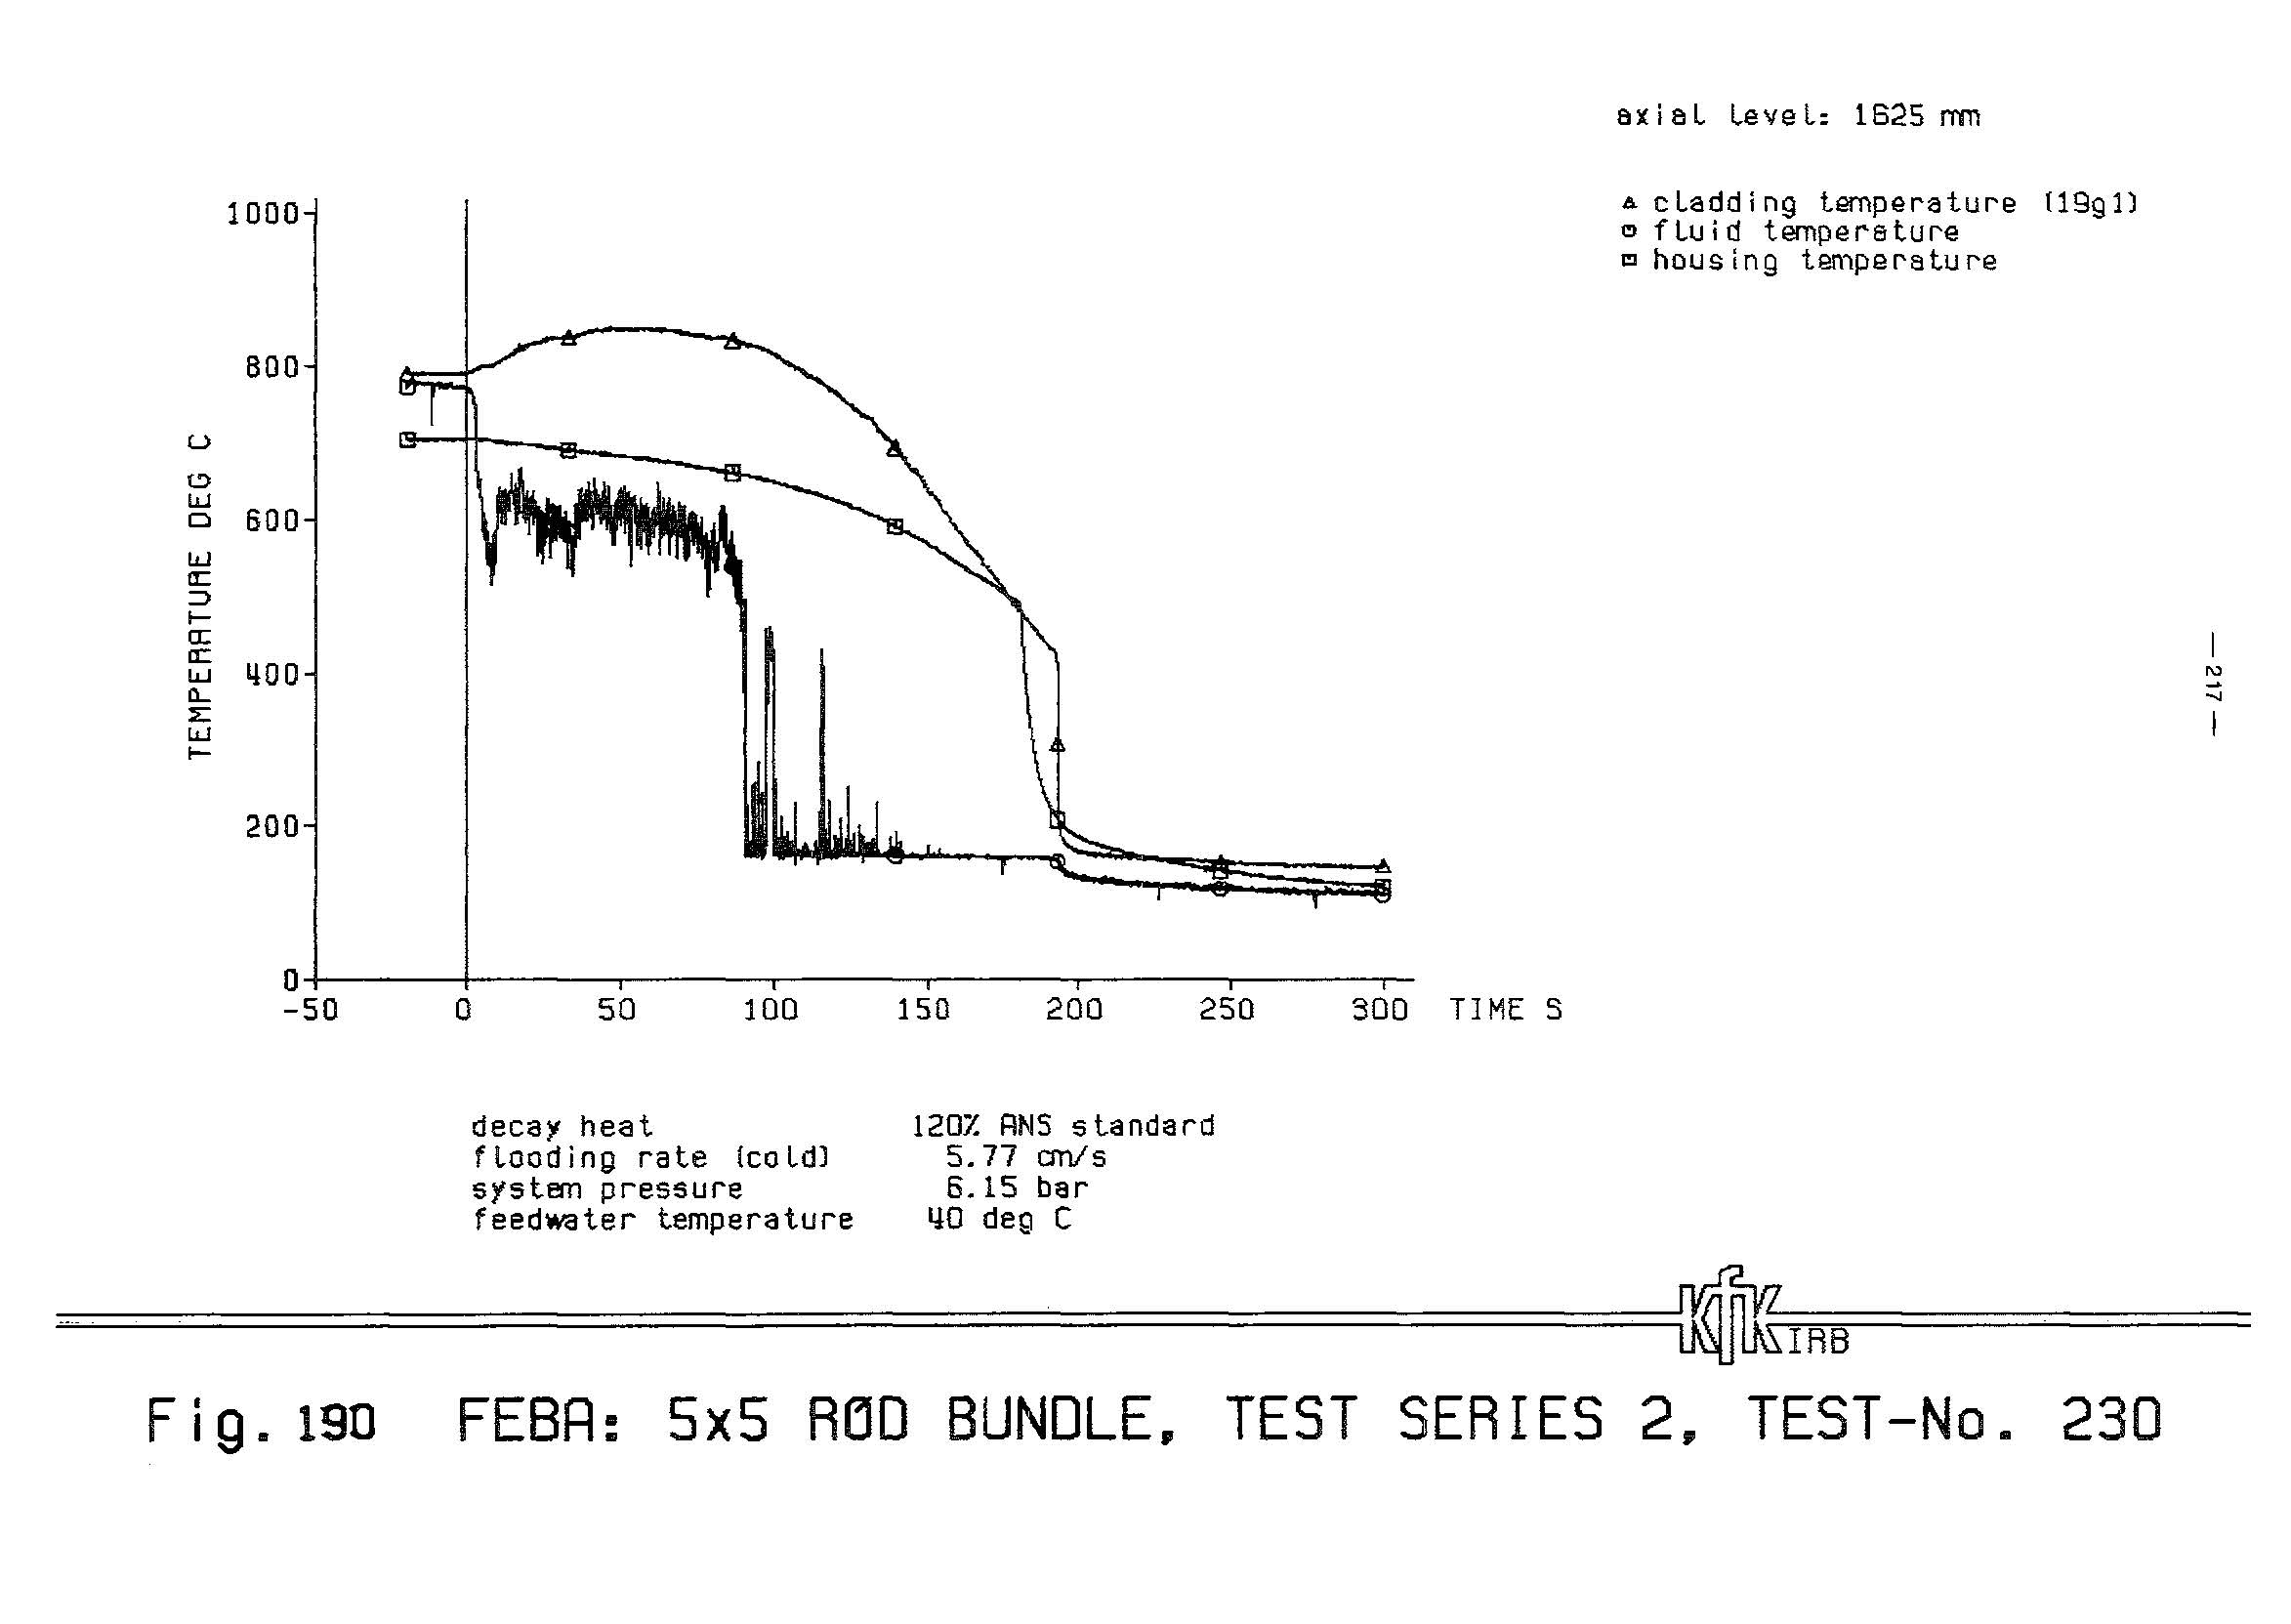 axial level: 1625 mm
cladding temperature (19g1)
fluid temperature
housing temperature
TEMPERATURE DEG C
1000
800
600
400
200
0
-50 0 50 100 150 200 250 300 TIME S
— 217 —
decay heat 120% ANS standard
flooding rate (cold) 5.77 cm/s
system pressure 6.15 bar
feedwater temperature 40 deg C
KfK IRB
Fig. 190 FEBA: 5x5 RØD BUNDLE, TEST SERIES 2, TEST-No. 230